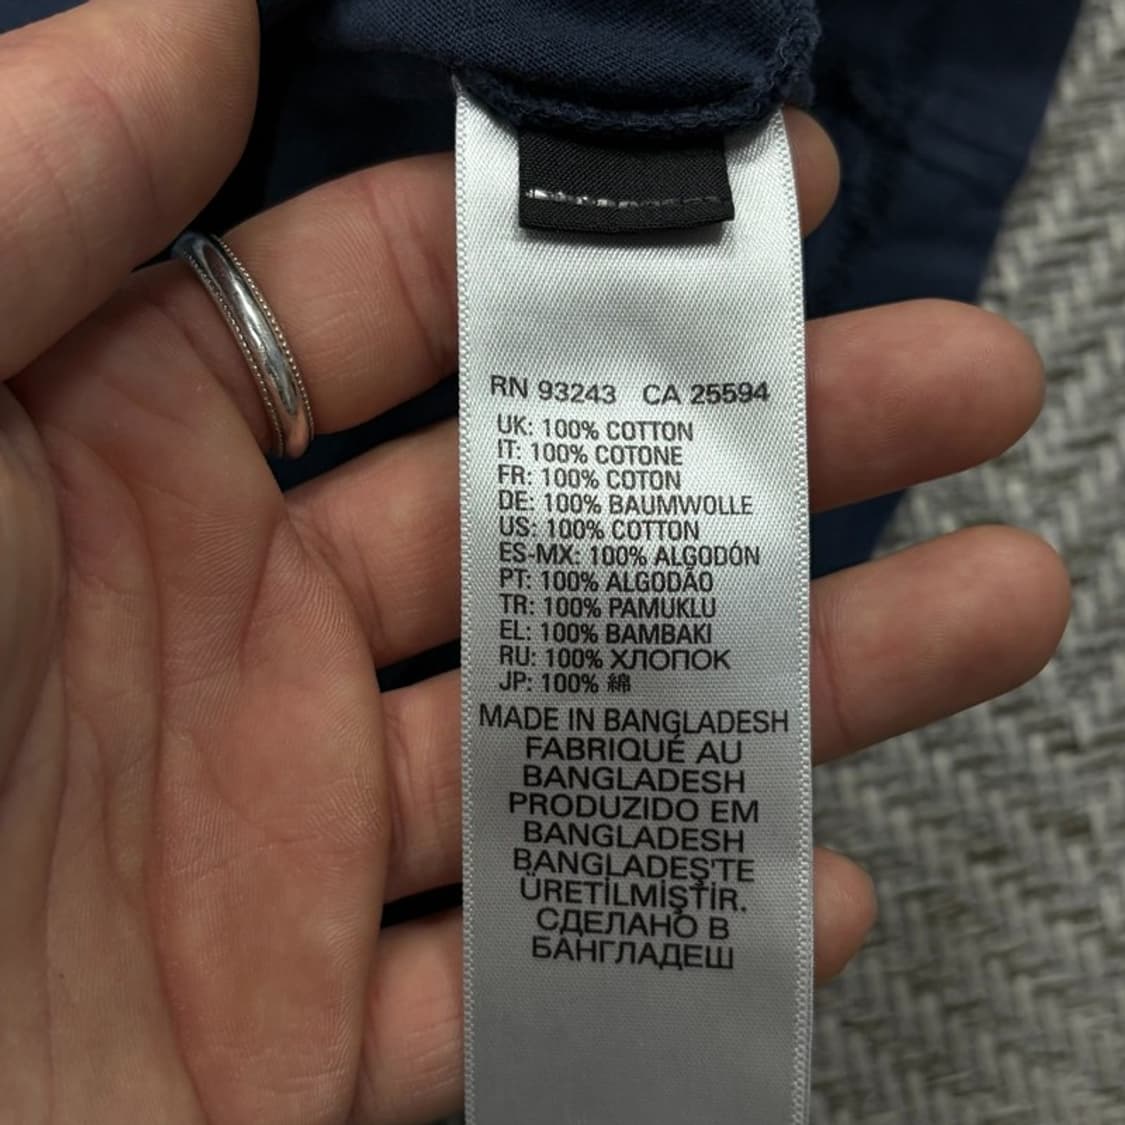 RN 93243 CA 25594
UK: 100% COTTON
IT: 100% COTONE
FR: 100% COTON
DE: 100% BAUMWOLLE
US: 100% COTTON
ES-MX: 100% ALGODÓN
PT: 100% ALGODÃO
TR: 100% PAMUKLU
EL: 100% BAMBAKI
RU: 100% ХЛОПОК
JP: 100% 綿
MADE IN BANGLADESH
FABRIQUÉ AU
BANGLADESH
PRODUZIDO EM
BANGLADESH
BANGLADEŞ'TE
ÜRETİLMİŞTİR.
СДЕЛАНО В
БАНГЛАДЕШ